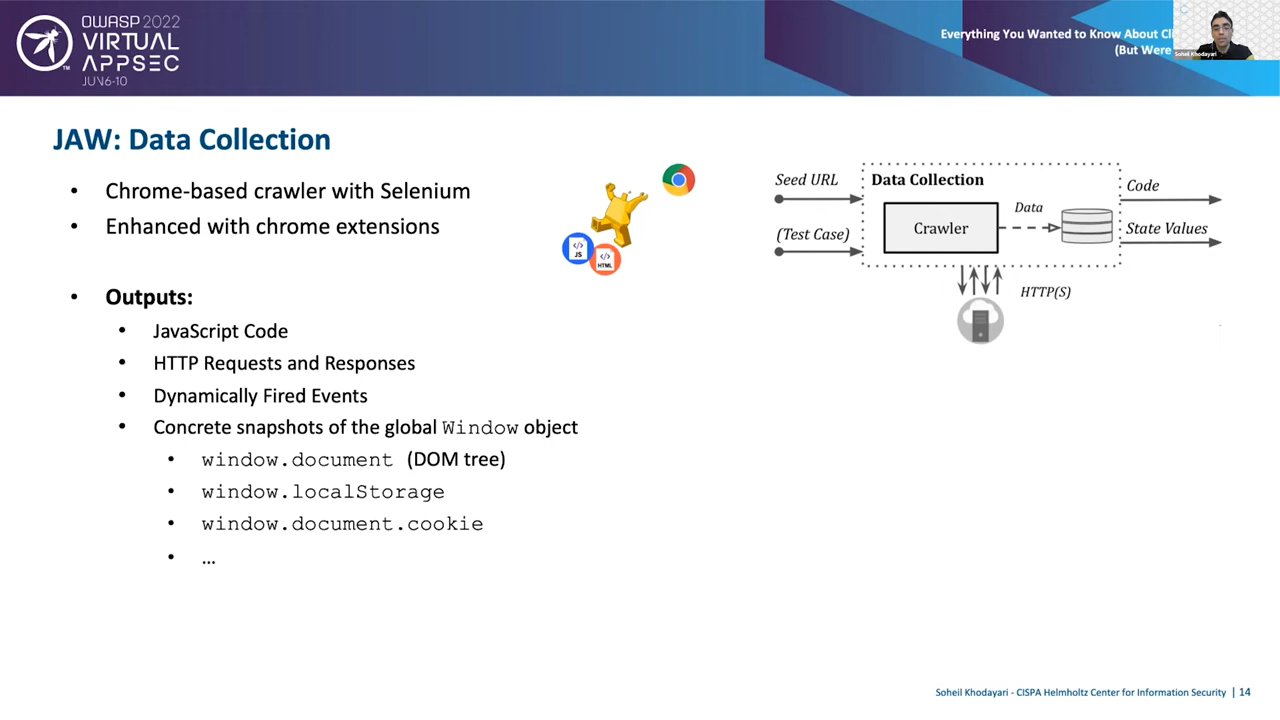 OWASP 2022
VIRTUAL
APPSEC
JUN 6-10
TM
Everything You Wanted to Know About
(But Were
Soheil Khodayari
JAW: Data Collection
• Chrome-based crawler with Selenium
• Enhanced with chrome extensions
• Outputs:
• JavaScript Code
• HTTP Requests and Responses
• Dynamically Fired Events
• Concrete snapshots of the global Window object
• window.document (DOM tree)
• window.localStorage
• window.document.cookie
• …
</> JS
</> HTML
Seed URL
(Test Case)
Data Collection
Crawler
Data
Code
State Values
HTTP(S)
Soheil Khodayari - CISPA Helmholtz Center for Information Security | 14